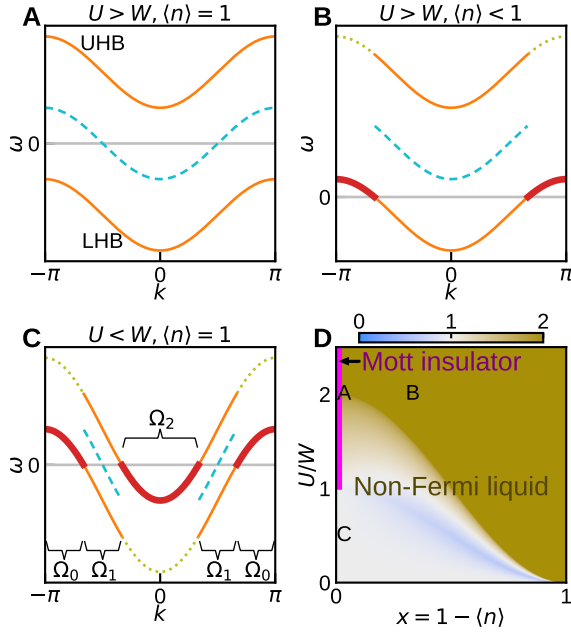 A U > W, ⟨n⟩ = 1
UHB
ω 0
LHB
−π 0 π
k
B U > W, ⟨n⟩ < 1
ω
0
−π 0 π
k
C U < W, ⟨n⟩ = 1
Ω₂
ω 0
Ω₀ Ω₁ Ω₁ Ω₀
−π 0 π
k
D 0 1 2
Mott insulator
A B
Non-Fermi liquid
C
U/W
2
1
0
0 1
x = 1 − ⟨n⟩